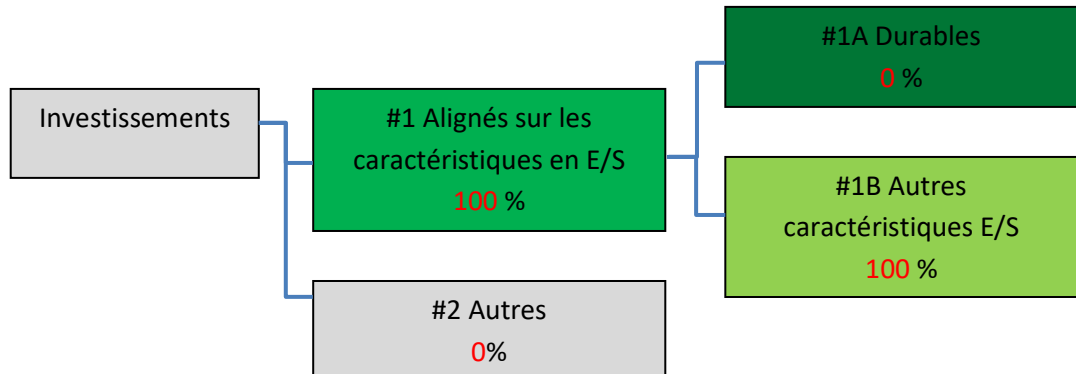 Investissements
#1 Alignés sur les
caractéristiques en E/S
100 %
#2 Autres
0%
#1A Durables
0 %
#1B Autres
caractéristiques E/S
100 %